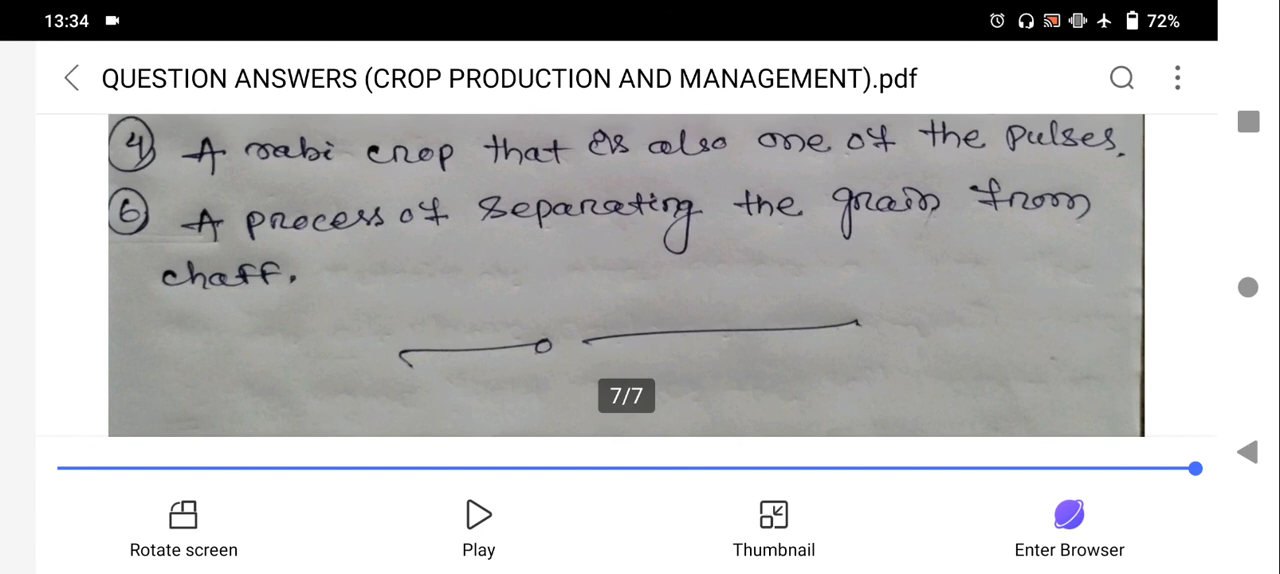 13:34
72%
QUESTION ANSWERS (CROP PRODUCTION AND MANAGEMENT).pdf
④ A rabi crop that is also one of the pulses.
⑥ A process of separating the grain from
chaff.
7/7
Rotate screen
Play
Thumbnail
Enter Browser